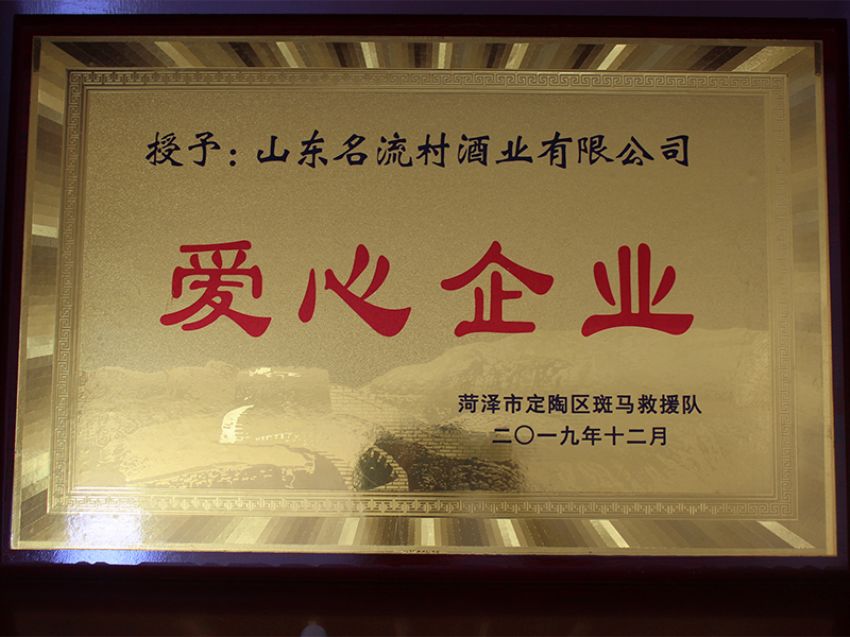 授予：山东名流村酒业有限公司
爱心企业
菏泽市定陶区斑马救援队
二〇一九年十二月